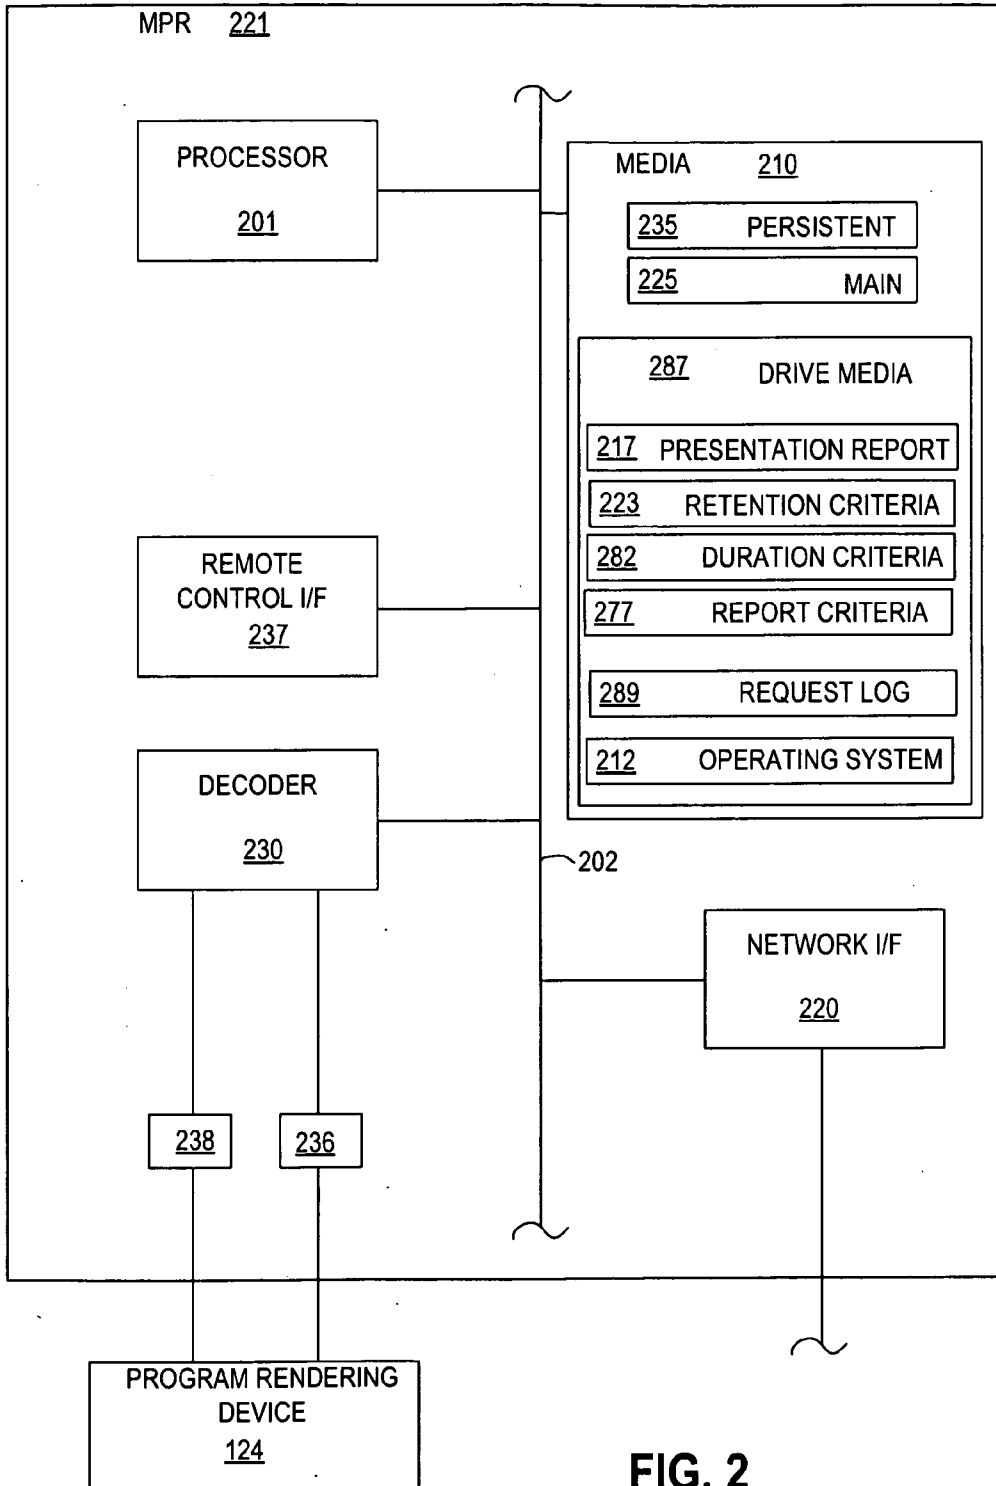 MPR 221
PROCESSOR
201
MEDIA 210
235 PERSISTENT
225 MAIN
287 DRIVE MEDIA
217 PRESENTATION REPORT
223 RETENTION CRITERIA
282 DURATION CRITERIA
277 REPORT CRITERIA
289 REQUEST LOG
212 OPERATING SYSTEM
REMOTE
CONTROL I/F
237
DECODER
230
202
NETWORK I/F
220
238
236
PROGRAM RENDERING
DEVICE
124
FIG. 2